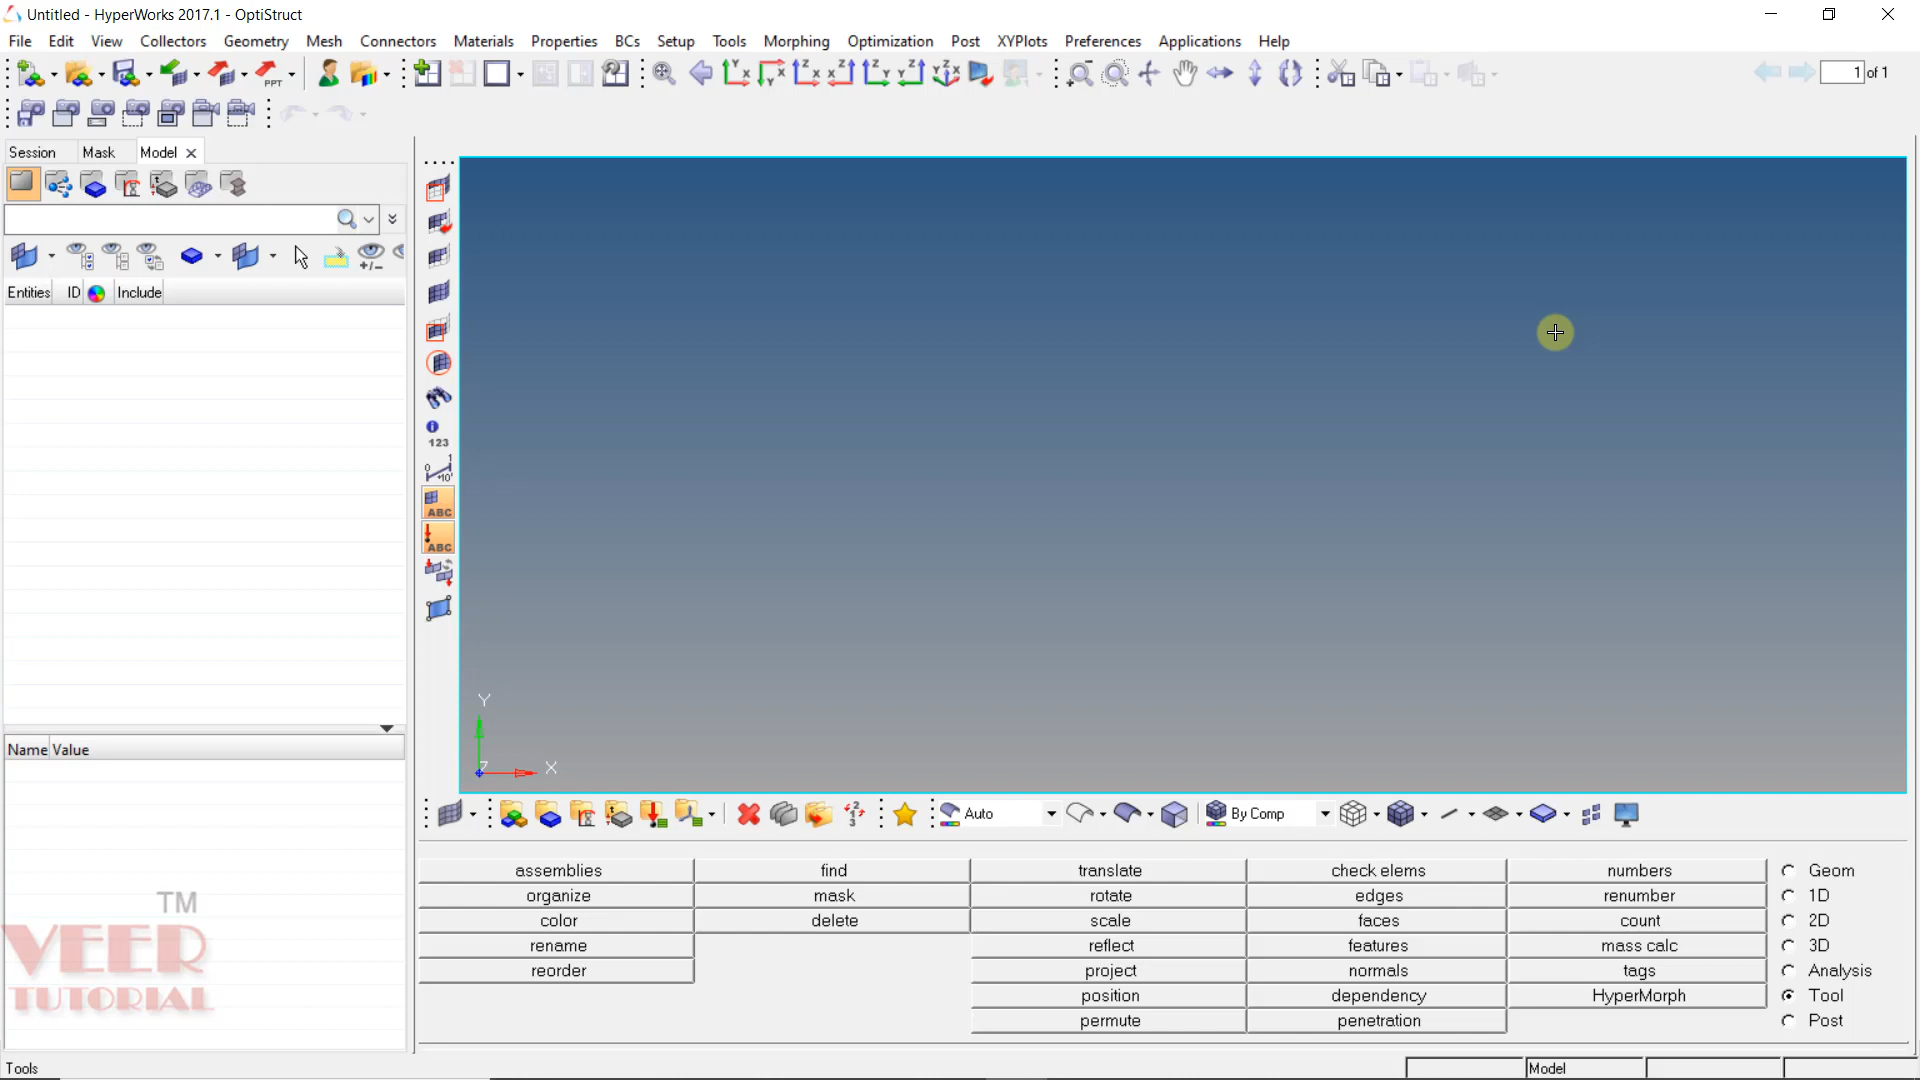 Untitled - HyperWorks 2017.1 - OptiStruct
File Edit View Collectors Geometry Mesh Connectors Materials Properties BCs Setup Tools Morphing Optimization Post XYPlots Preferences Applications Help
1 of 1
Session Mask Model
Entities ID Include
123
ABC
ABC
Y
Z X
Name Value
Auto By Comp
assemblies find translate check elems numbers Geom
organize mask rotate edges renumber 1D
color delete scale faces count 2D
rename reflect features mass calc 3D
reorder project normals tags Analysis
position dependency HyperMorph Tool
permute penetration Post
TM
VEER
TUTORIAL
Tools Model